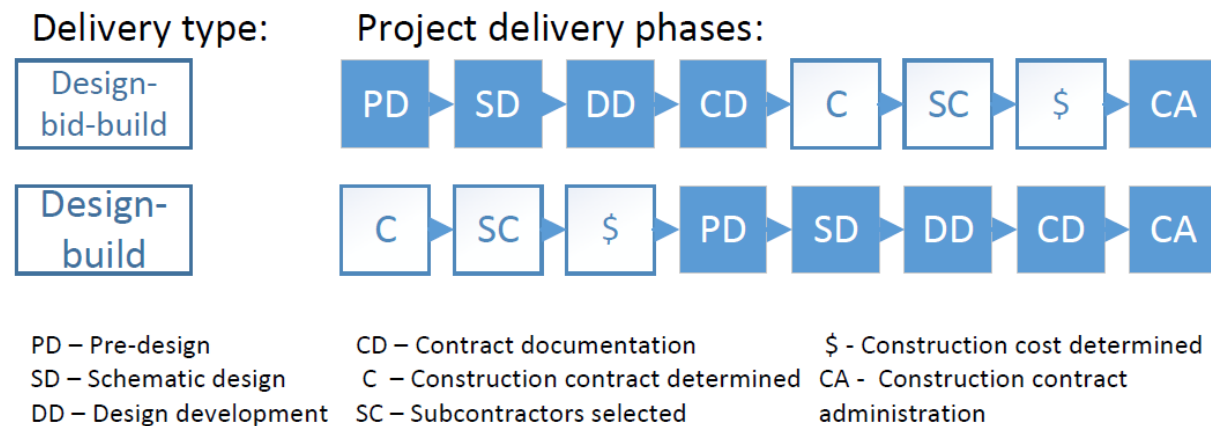 Delivery type:
Project delivery phases:
Design-
bid-build
PD SD DD CD C SC $ CA
Design-
build
C SC $ PD SD DD CD CA
PD – Pre-design
SD – Schematic design
DD – Design development
CD – Contract documentation
C – Construction contract determined
SC – Subcontractors selected
$ - Construction cost determined
CA - Construction contract
administration